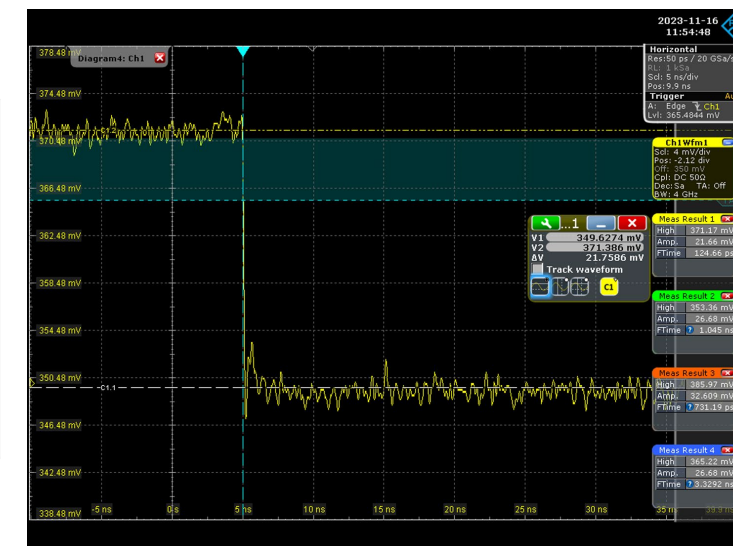 2023-11-16
11:54:48
Horizontal
Res:50 ps / 20 GSa/s
RL: 1 kSa
Scl: 5 ns/div
Pos: 9.9 ns
Trigger Au
A: Edge Ch1
Lvl: 365.4844 mV
Diagram4: Ch1
378.48 mV
374.48 mV
370.48 mV
366.48 mV
362.48 mV
358.48 mV
354.48 mV
350.48 mV
346.48 mV
342.48 mV
338.48 mV
C1.2
C1.1
Ch1Wfm1
Scl: 4 mV/div
Pos: -2.12 div
Off: 350 mV
Cpl: DC 50Ω
Dec:Sa TA: Off
BW: 4 GHz
...1
V1 349.6274 mV
V2 371.386 mV
ΔV 21.7586 mV
Track waveform
C1
Meas Result 1
High 371.17 mV
Amp. 21.66 mV
FTime 124.66 ps
Meas Result 2
High 353.36 mV
Amp. 26.68 mV
FTime ? 1.045 ns
Meas Result 3
High 385.97 mV
Amp. 32.609 mV
FTime ? 731.19 ps
Meas Result 4
High 365.22 mV
Amp. 26.68 mV
FTime ? 3.3292 ns
-5 ns 0 s 5 ns 10 ns 15 ns 20 ns 25 ns 30 ns 35 ns 39.9 ns